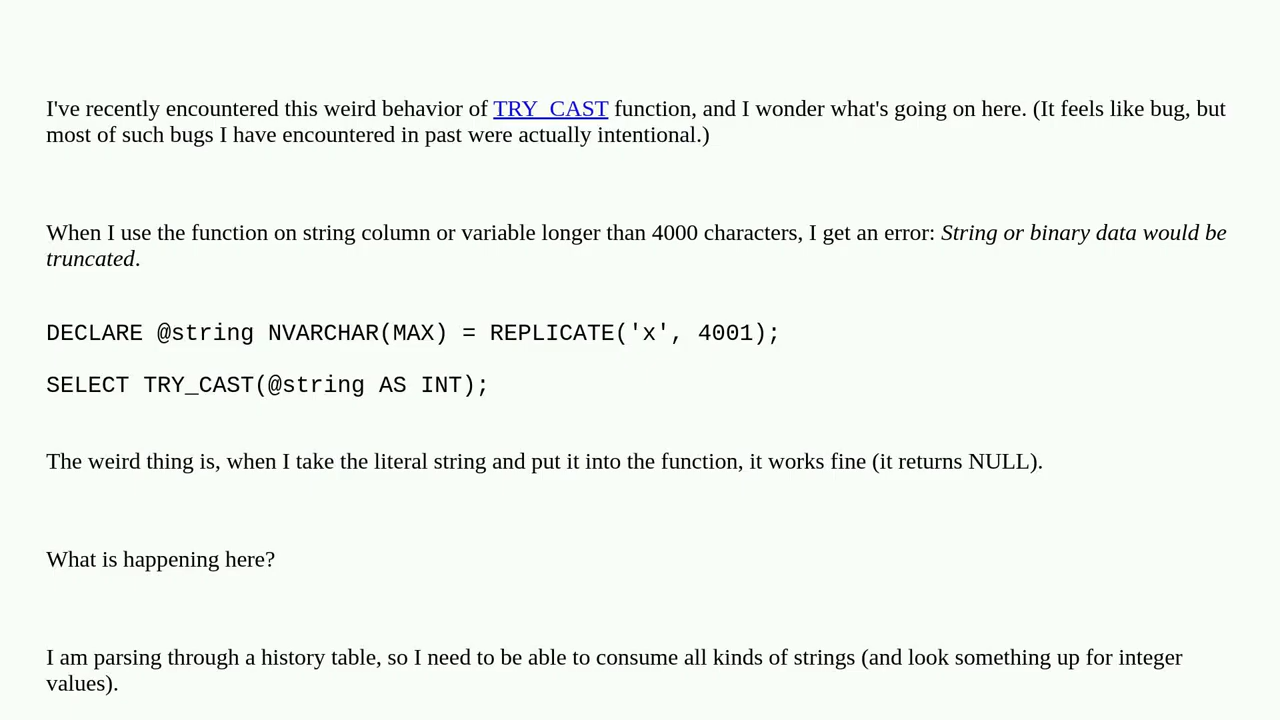 I've recently encountered this weird behavior of TRY_CAST function, and I wonder what's going on here. (It feels like bug, but
most of such bugs I have encountered in past were actually intentional.)
When I use the function on string column or variable longer than 4000 characters, I get an error: String or binary data would be
truncated.
DECLARE @string NVARCHAR(MAX) = REPLICATE('x', 4001);
SELECT TRY_CAST(@string AS INT);
The weird thing is, when I take the literal string and put it into the function, it works fine (it returns NULL).
What is happening here?
I am parsing through a history table, so I need to be able to consume all kinds of strings (and look something up for integer
values).